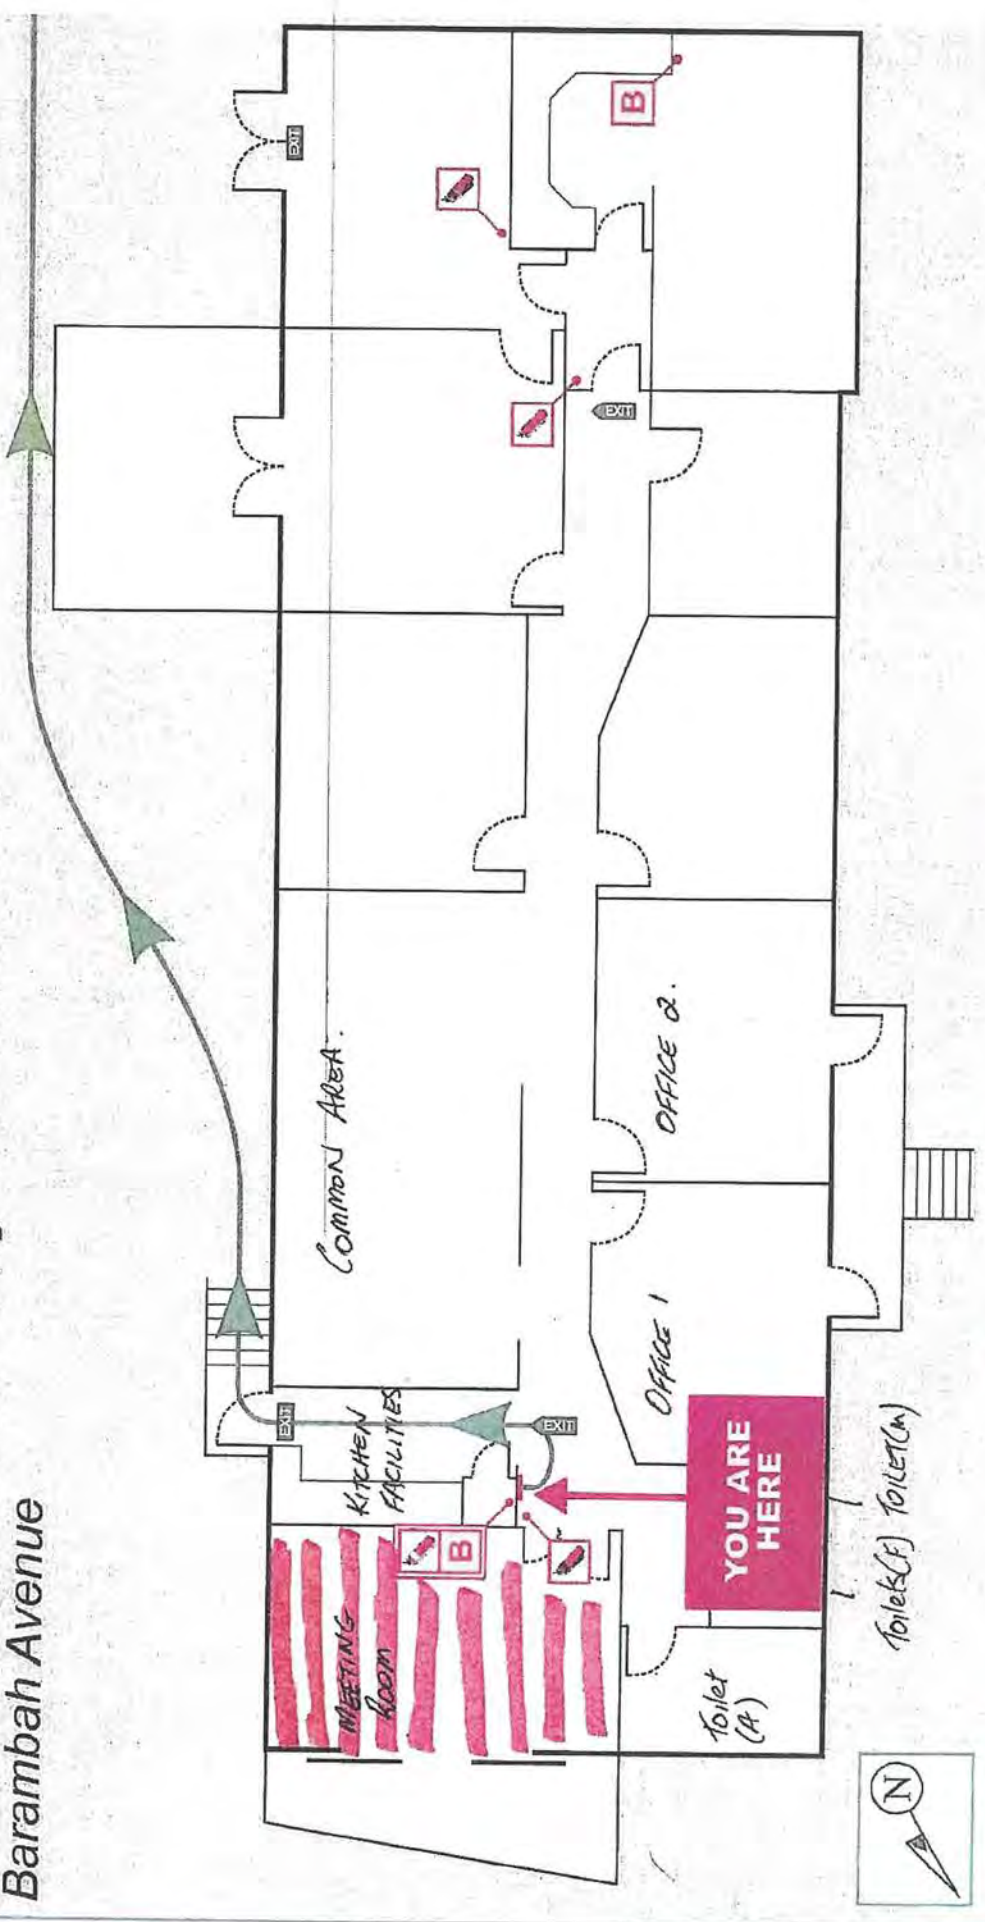 Barambah Avenue
EXIT
B
EXIT
COMMON AREA.
OFFICE 2.
OFFICE 1
EXIT
EXIT
KITCHEN
FACILITIES
B
MEETING
ROOM
YOU ARE
HERE
Toilet
(A)
Toilets(F) TOILET(M)
N